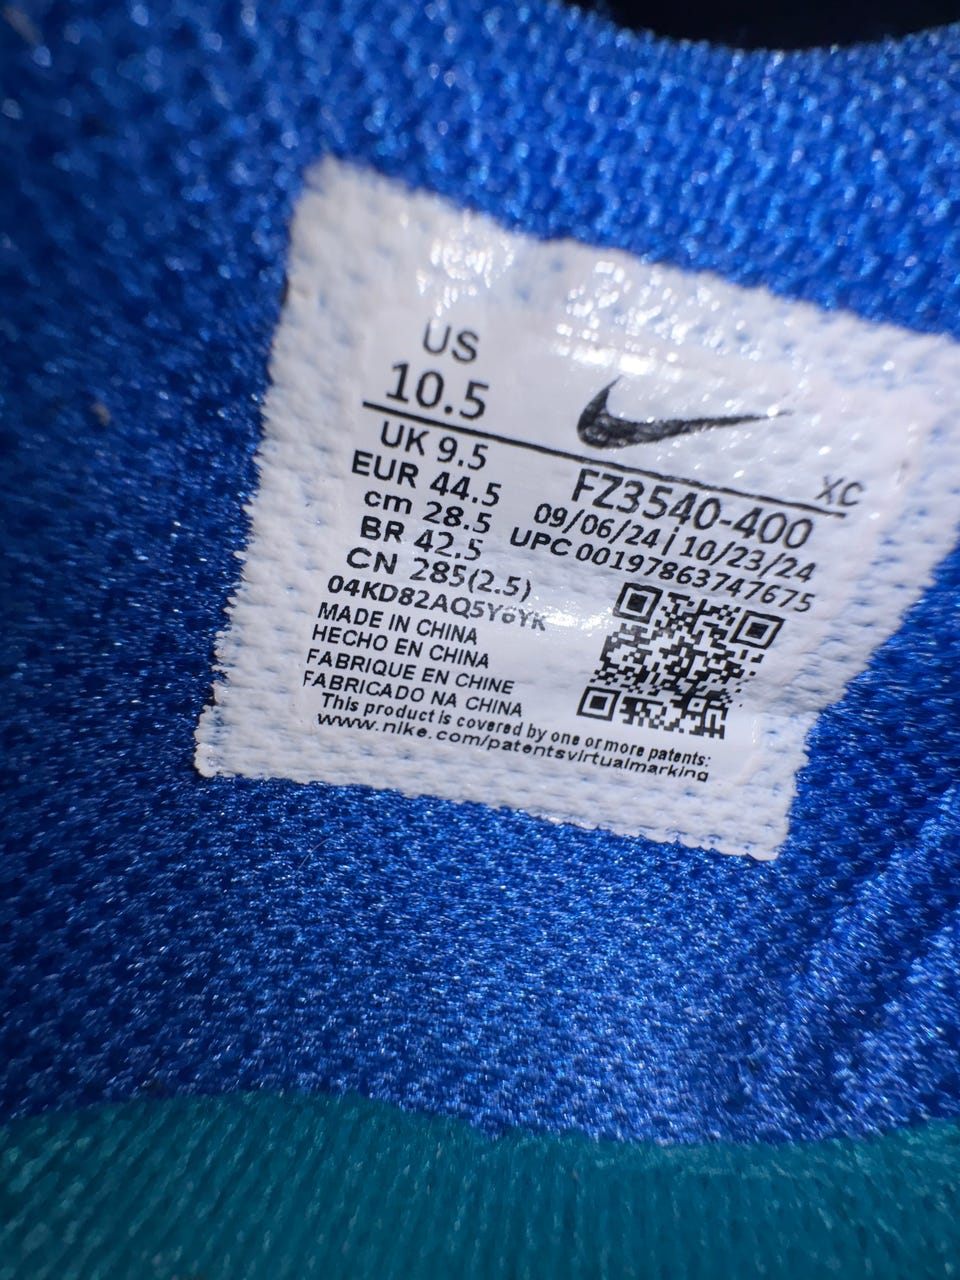 US
10.5
UK 9.5
EUR 44.5
cm 28.5
BR 42.5
CN 285(2.5)
04KD82AQ5Y6YK
MADE IN CHINA
HECHO EN CHINA
FABRIQUE EN CHINE
FABRICADO NA CHINA
This product is covered by one or more patents:
www.nike.com/patentsvirtualmarking
XC
FZ3540-400
09/06/24 | 10/23/24
UPC 00197863747675